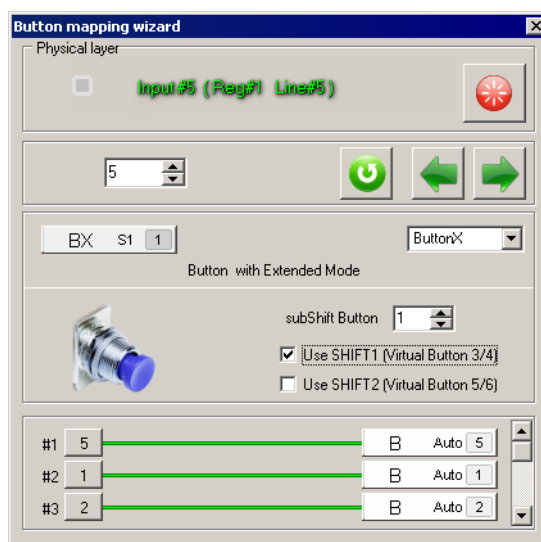 Button mapping wizard
Physical layer
Input#5 (Reg#1 Line#5)
5
BX S1 1
ButtonX
Button with Extended Mode
subShift Button 1
Use SHIFT1 (Virtual Button 3/4)
Use SHIFT2 (Virtual Button 5/6)
#1 5 B Auto 5
#2 1 B Auto 1
#3 2 B Auto 2